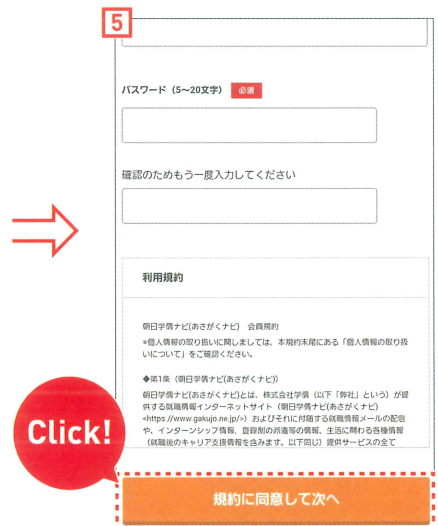 5
パスワード（5～20文字） 必須
確認のためもう一度入力してください
利用規約
朝日学情ナビ(あさがくナビ)　会員規約
※個人情報の取り扱いに関しましては、本規約末尾にある「個人情報の取り扱
いについて」をご確認ください。
◆第1条（朝日学情ナビ(あさがくナビ)）
朝日学情ナビ(あさがくナビ)とは、株式会社学情（以下「弊社」という）が提
供する就職情報インターネットサイト（朝日学情ナビ(あさがくナビ)
<https://www.gakujo.ne.jp/>）およびそれに付随する就職情報メールの配信
や、インターンシップ情報、登録制の派遣等の情報、生活に関わる各種情報
（就職後のキャリア支援情報を含みます。以下同じ）提供サービスの全て
Click!
規約に同意して次へ